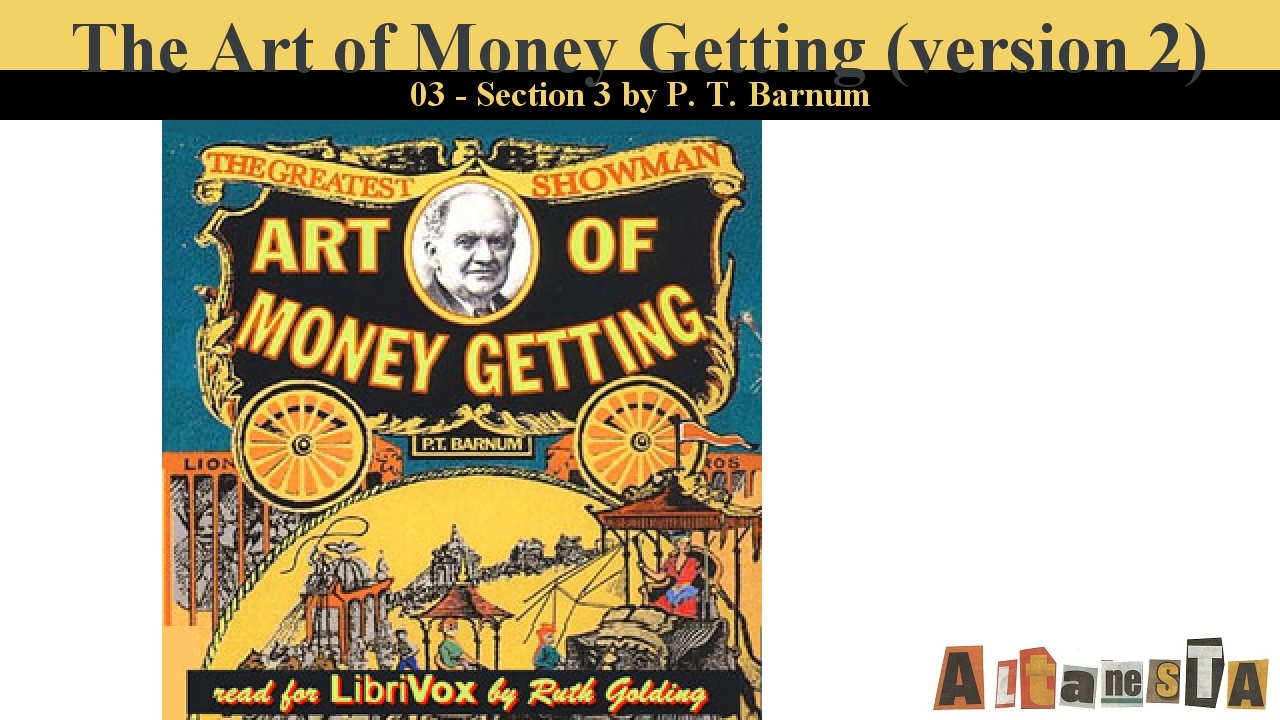 The Art of Money Getting (version 2)
03 - Section 3 by P. T. Barnum
THE GREATEST SHOWMAN
ART OF
MONEY GETTING
P.T. BARNUM
LION
ROS
read for LibriVox by Ruth Golding
AltanesTA